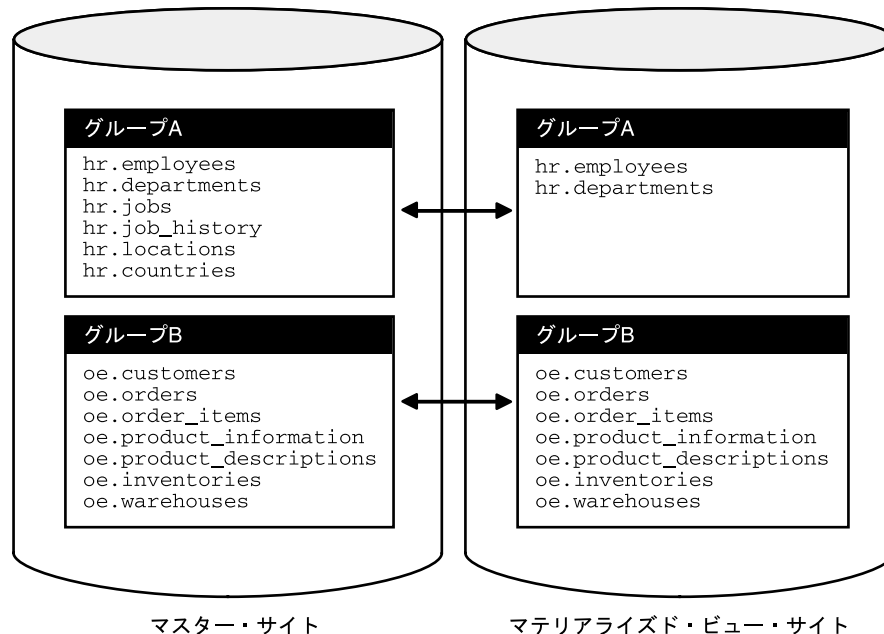 グループA
hr.employees
hr.departments
hr.jobs
hr.job_history
hr.locations
hr.countries
グループB
oe.customers
oe.orders
oe.order_items
oe.product_information
oe.product_descriptions
oe.inventories
oe.warehouses
マスター・サイト
グループA
hr.employees
hr.departments
グループB
oe.customers
oe.orders
oe.order_items
oe.product_information
oe.product_descriptions
oe.inventories
oe.warehouses
マテリアライズド・ビュー・サイト